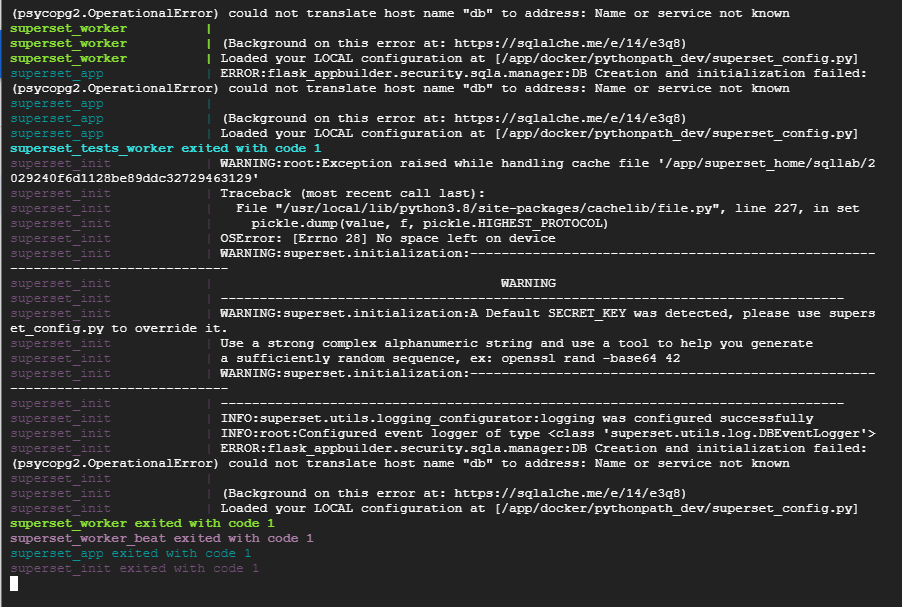 (psycopg2.OperationalError) could not translate host name "db" to address: Name or service not known
superset_worker          |
superset_worker          | (Background on this error at: https://sqlalche.me/e/14/e3q8)
superset_worker          | Loaded your LOCAL configuration at [/app/docker/pythonpath_dev/superset_config.py]
superset_app             | ERROR:flask_appbuilder.security.sqla.manager:DB Creation and initialization failed:
(psycopg2.OperationalError) could not translate host name "db" to address: Name or service not known
superset_app             |
superset_app             | (Background on this error at: https://sqlalche.me/e/14/e3q8)
superset_app             | Loaded your LOCAL configuration at [/app/docker/pythonpath_dev/superset_config.py]
superset_tests_worker exited with code 1
superset_init            | WARNING:root:Exception raised while handling cache file '/app/superset_home/sqllab/2
029240f6d1128be89ddc32729463129'
superset_init            | Traceback (most recent call last):
superset_init            |   File "/usr/local/lib/python3.8/site-packages/cachelib/file.py", line 227, in set
superset_init            |     pickle.dump(value, f, pickle.HIGHEST_PROTOCOL)
superset_init            | OSError: [Errno 28] No space left on device
superset_init            | WARNING:superset.initialization:----------------------------------------------------
----------------------------
superset_init            |                                     WARNING
superset_init            | --------------------------------------------------------------------------------
superset_init            | WARNING:superset.initialization:A Default SECRET_KEY was detected, please use supers
et_config.py to override it.
superset_init            | Use a strong complex alphanumeric string and use a tool to help you generate
superset_init            | a sufficiently random sequence, ex: openssl rand -base64 42
superset_init            | WARNING:superset.initialization:----------------------------------------------------
----------------------------
superset_init            | --------------------------------------------------------------------------------
superset_init            | INFO:superset.utils.logging_configurator:logging was configured successfully
superset_init            | INFO:root:Configured event logger of type <class 'superset.utils.log.DBEventLogger'>
superset_init            | ERROR:flask_appbuilder.security.sqla.manager:DB Creation and initialization failed:
(psycopg2.OperationalError) could not translate host name "db" to address: Name or service not known
superset_init            |
superset_init            | (Background on this error at: https://sqlalche.me/e/14/e3q8)
superset_init            | Loaded your LOCAL configuration at [/app/docker/pythonpath_dev/superset_config.py]
superset_worker exited with code 1
superset_worker_beat exited with code 1
superset_app exited with code 1
superset_init exited with code 1